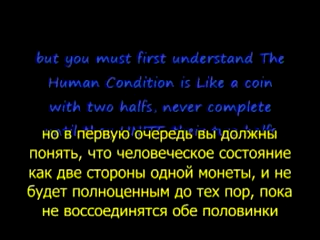 but you must first understand The
Human Condition is Like a coin
with two halfs, never complete
но в первую очередь вы должны
понять, что человеческое состояние
как две стороны одной монеты, и не
будет полноценным до тех пор, пока
не воссоединятся обе половинки